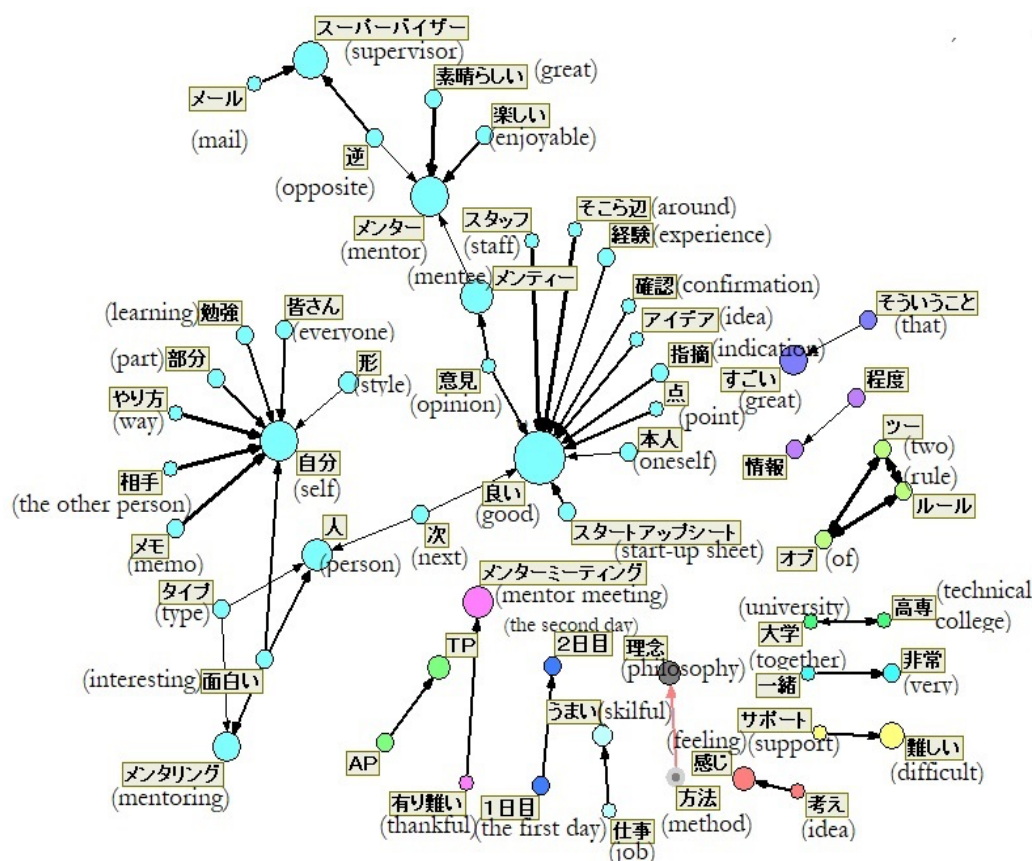 スーパーバイザー
(supervisor)
素晴らしい (great)
メール
(mail)
楽しい
(enjoyable)
逆
(opposite)
メンター
(mentor)
スタッフ
(staff)
そこら辺 (around)
経験 (experience)
(mentee) メンティー
確認 (confirmation)
アイデア (idea)
指摘 (indication)
点
(point)
本人
(oneself)
意見
(opinion)
良い
(good)
スタートアップシート
(start-up sheet)
そういうこと
(that)
すごい
(great)
程度
情報
ツー
(two)
(rule)
ルール
オブ (of)
(learning) 勉強
皆さん
(everyone)
(part) 部分
形
(style)
やり方
(way)
相手
(the other person)
自分
(self)
メモ
(memo)
人
(person)
次
(next)
タイプ
(type)
(interesting) 面白い
メンタリング
(mentoring)
メンターミーティング
(mentor meeting)
(the second day)
TP
AP
2日目
理念
(philosophy)
うまい (skilful)
(feeling)
感じ
有り難い
(thankful)
1日目
(the first day)
仕事
(job)
方法
(method)
考え
(idea)
(university)
大学
高専
(technical
college)
(together)
一緒
非常
(very)
サポート
(support)
難しい
(difficult)